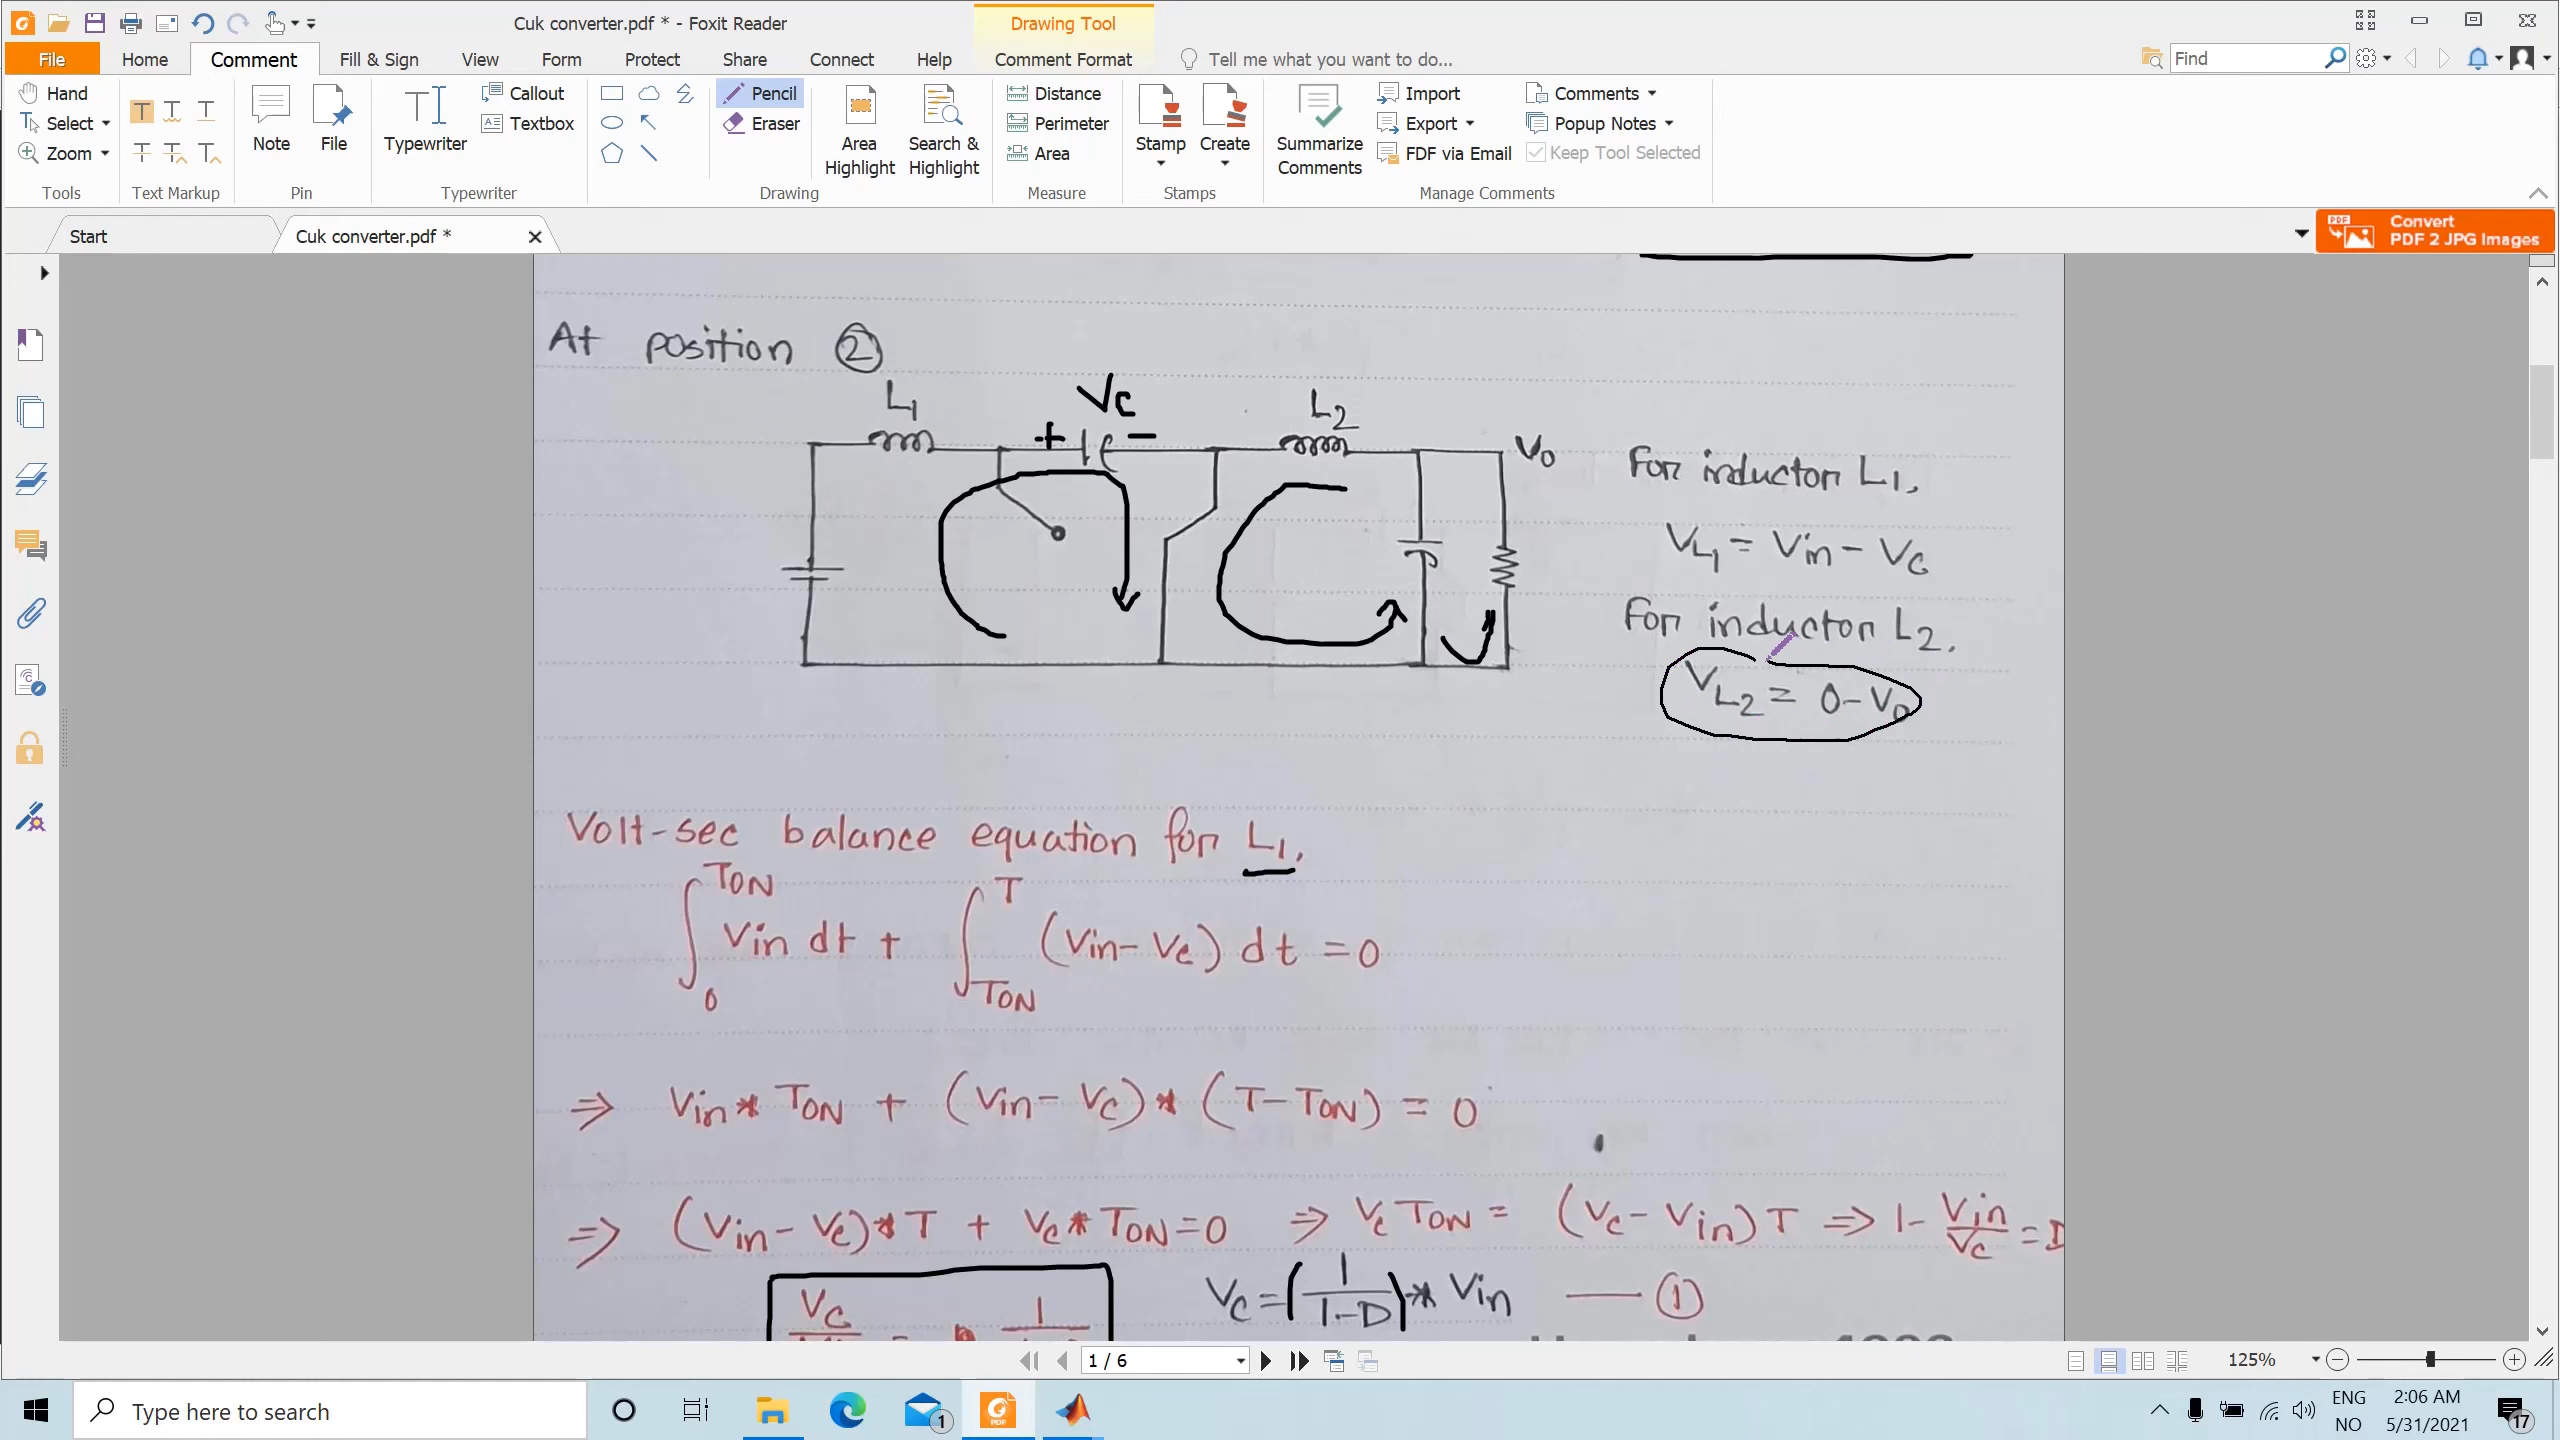 Cuk converter.pdf * - Foxit Reader
Drawing Tool
File Home Comment Fill & Sign View Form Protect Share Connect Help Comment Format Tell me what you want to do... Find
Hand
Select
Zoom
Tools
Text Markup
Note
File
Pin
Typewriter
Callout
Textbox
Typewriter
Pencil
Eraser
Area Highlight
Search & Highlight
Drawing
Distance
Perimeter
Area
Measure
Stamp
Create
Stamps
Summarize Comments
Import
Export
FDF via Email
Comments
Popup Notes
Keep Tool Selected
Manage Comments
Start
Cuk converter.pdf *
PDF
Convert
PDF 2 JPG Images
At position ②
L1
Vc
+ −
L2
Vo
For inductor L1,
VL1 = Vin − Vc
For inductor L2,
VL2 = 0 − Vo
Volt-sec balance equation for L1,
∫0^TON Vin dt + ∫TON^T (Vin − Vc) dt = 0
⇒ Vin * TON + (Vin − Vc) * (T − TON) = 0
⇒ (Vin − Vc) * T + Vc * TON = 0 ⇒ Vc TON = (Vc − Vin) T ⇒ 1 − Vin/Vc = D
Vc
1
Vc = (1/(1−D)) * Vin —— ①
1 / 6
125%
Type here to search
PDF
1
ENG
NO
2:06 AM
5/31/2021
17